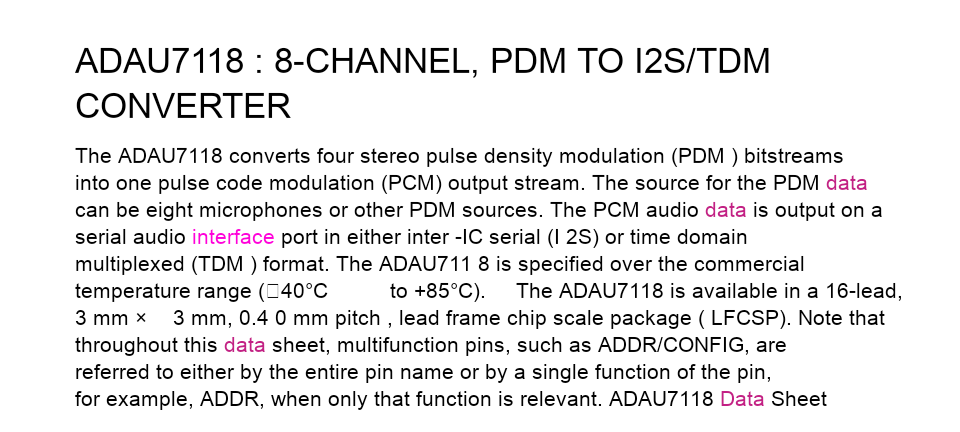 ADAU7118 : 8-CHANNEL, PDM TO I2S/TDM
CONVERTER
The ADAU7118 converts four stereo pulse density modulation (PDM ) bitstreams
into one pulse code modulation (PCM) output stream. The source for the PDM data
can be eight microphones or other PDM sources. The PCM audio data is output on a
serial audio interface port in either inter -IC serial (I 2S) or time domain
multiplexed (TDM ) format. The ADAU711 8 is specified over the commercial
temperature range (□40°C to +85°C). The ADAU7118 is available in a 16-lead,
3 mm × 3 mm, 0.4 0 mm pitch , lead frame chip scale package ( LFCSP). Note that
throughout this data sheet, multifunction pins, such as ADDR/CONFIG, are
referred to either by the entire pin name or by a single function of the pin,
for example, ADDR, when only that function is relevant. ADAU7118 Data Sheet